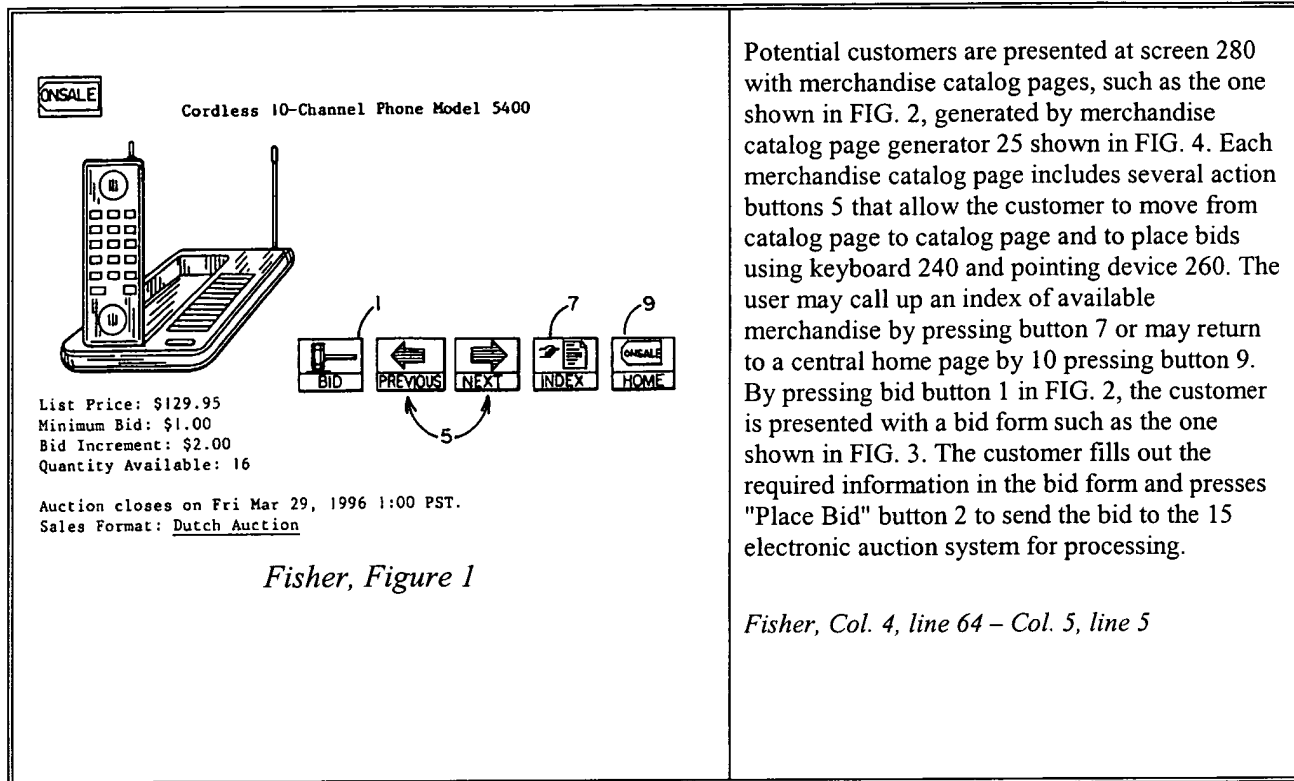 ONSALE
Cordless 10-Channel Phone Model 5400
1
7
9
BID
PREVIOUS
NEXT
INDEX
ONSALE
HOME
5
List Price: $129.95
Minimum Bid: $1.00
Bid Increment: $2.00
Quantity Available: 16
Auction closes on Fri Mar 29, 1996 1:00 PST.
Sales Format: Dutch Auction
Fisher, Figure 1
Potential customers are presented at screen 280
with merchandise catalog pages, such as the one
shown in FIG. 2, generated by merchandise
catalog page generator 25 shown in FIG. 4. Each
merchandise catalog page includes several action
buttons 5 that allow the customer to move from
catalog page to catalog page and to place bids
using keyboard 240 and pointing device 260. The
user may call up an index of available
merchandise by pressing button 7 or may return
to a central home page by 10 pressing button 9.
By pressing bid button 1 in FIG. 2, the customer
is presented with a bid form such as the one
shown in FIG. 3. The customer fills out the
required information in the bid form and presses
"Place Bid" button 2 to send the bid to the 15
electronic auction system for processing.
Fisher, Col. 4, line 64 – Col. 5, line 5